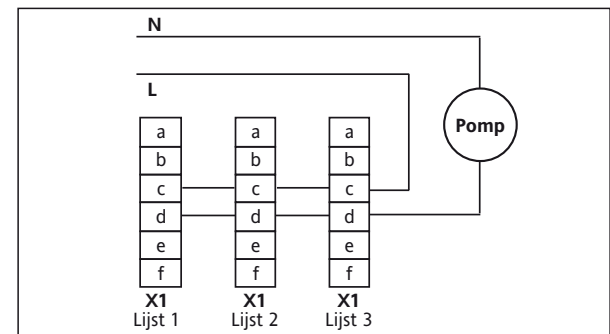 N
L
Pomp
a a a
b b b
c c c
d d d
e e e
f f f
X1 X1 X1
Lijst 1 Lijst 2 Lijst 3